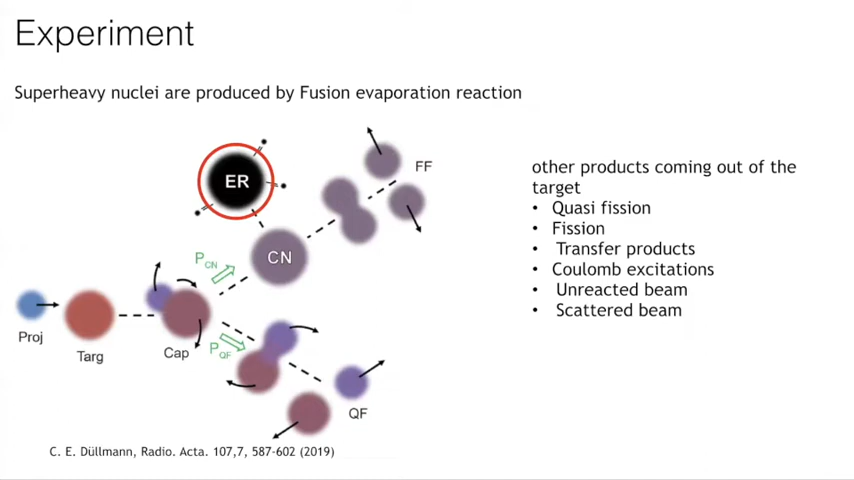 Experiment
Superheavy nuclei are produced by Fusion evaporation reaction
ER
FF
CN
P_CN
Proj
Targ
Cap
P_QF
QF
other products coming out of the
target
• Quasi fission
• Fission
• Transfer products
• Coulomb excitations
• Unreacted beam
• Scattered beam
C. E. Düllmann, Radio. Acta. 107,7, 587-602 (2019)